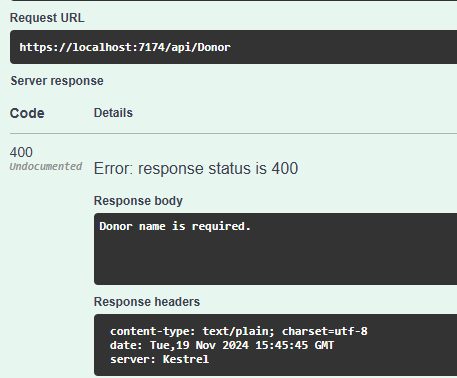 Request URL
https://localhost:7174/api/Donor
Server response
Code Details
400
Undocumented
Error: response status is 400
Response body
Donor name is required.
Response headers
content-type: text/plain; charset=utf-8
date: Tue,19 Nov 2024 15:45:45 GMT
server: Kestrel